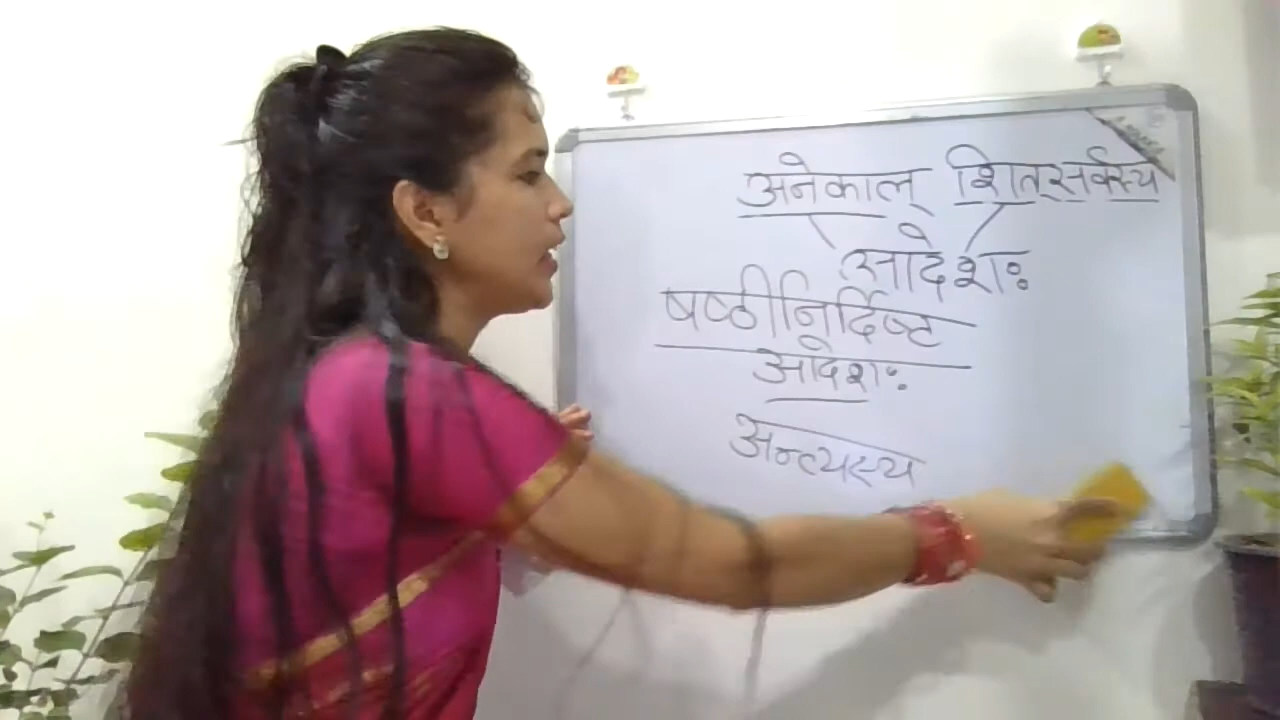 अनेकाल् शित्सर्वस्य
आदेशः
षष्ठीनिर्दिष्ट
आदेशः
अन्त्यस्य